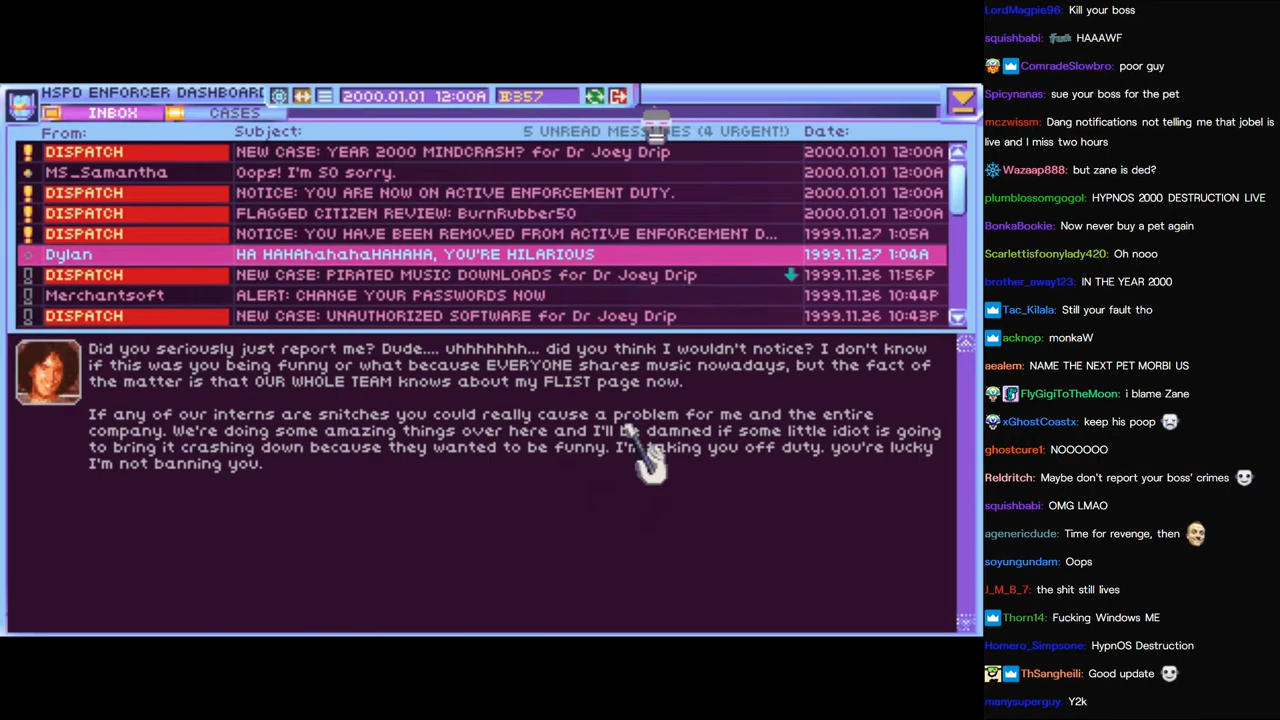 HSPD ENFORCER DASHBOARD
2000.01.01 12:00A
357
INBOX
CASES
From:
Subject:
5 UNREAD (4 URGENT!)
Date:
DISPATCH NEW CASE: YEAR 2000 MINDCRASH? for Dr Joey Drip 2000.01.01 12:00A
MS_Samantha Oops! I'm SO sorry. 2000.01.01 12:00A
DISPATCH NOTICE: YOU ARE NOW ON ACTIVE ENFORCEMENT DUTY. 2000.01.01 12:00A
DISPATCH FLAGGED CITIZEN REVIEW: BurnRubber50 2000.01.01 12:00A
DISPATCH NOTICE: YOU HAVE BEEN REMOVED FROM ACTIVE ENFORCEMENT D... 1999.11.27 1:05A
Dylan HA HAHAhahahaHAHAHA, YOU'RE HILARIOUS 1999.11.27 1:04A
DISPATCH NEW CASE: PIRATED MUSIC DOWNLOADS for Dr Joey Drip 1999.11.26 11:56P
Merchantsoft ALERT: CHANGE YOUR PASSWORDS NOW 1999.11.26 10:44P
DISPATCH NEW CASE: UNAUTHORIZED SOFTWARE for Dr Joey Drip 1999.11.26 10:43P
Did you seriously just report me? Dude.... uhhhhhh... did you think I wouldn't notice? I don't know
if this was you being funny or what because EVERYONE shares music nowadays, but the fact of
the matter is that OUR WHOLE TEAM knows about my FLIST page now.
If any of our interns are snitches you could really cause a problem for me and the entire
company. We're doing some amazing things over here and I'll be damned if some little idiot is going
to bring it crashing down because they wanted to be funny. I'm taking you off duty. you're lucky
I'm not banning you.
LordMagpie96: Kill your boss
squishbabi: HAAAWF
ComradeSlowbro: poor guy
Spicynanas: sue your boss for the pet
mczwissm: Dang notifications not telling me that jobel is
live and I miss two hours
Wazaap888: but zane is ded?
plumblossomgogol: HYPNOS 2000 DESTRUCTION LIVE
BonkaBookie: Now never buy a pet again
Scarlettisfoonylady420: Oh nooo
brother_away123: IN THE YEAR 2000
Tac_Kilala: Still your fault tho
acknop: monkaW
aealem: NAME THE NEXT PET MORBI US
FlyGigiToTheMoon: i blame Zane
xGhostCoastx: keep his poop
ghostcure1: NOOOOOO
Reldritch: Maybe don't report your boss' crimes
squishbabi: OMG LMAO
agenericdude: Time for revenge, then
soyungundam: Oops
J_M_B_7: the shit still lives
Thorn14: Fucking Windows ME
Homero_Simpsone: HypnOS Destruction
ThSangheili: Good update
manysuperguy: Y2k